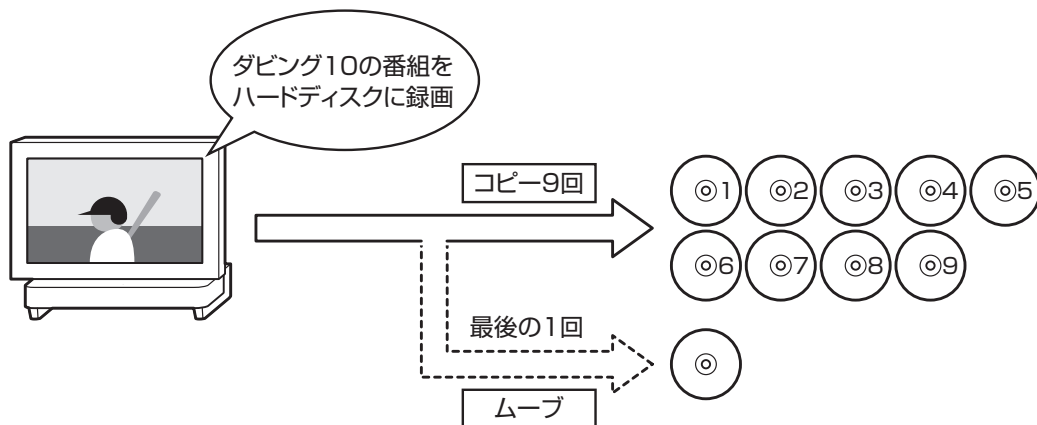 ダビング10の番組を
ハードディスクに録画
コピー9回
1 2 3 4 5
6 7 8 9
最後の1回
ムーブ